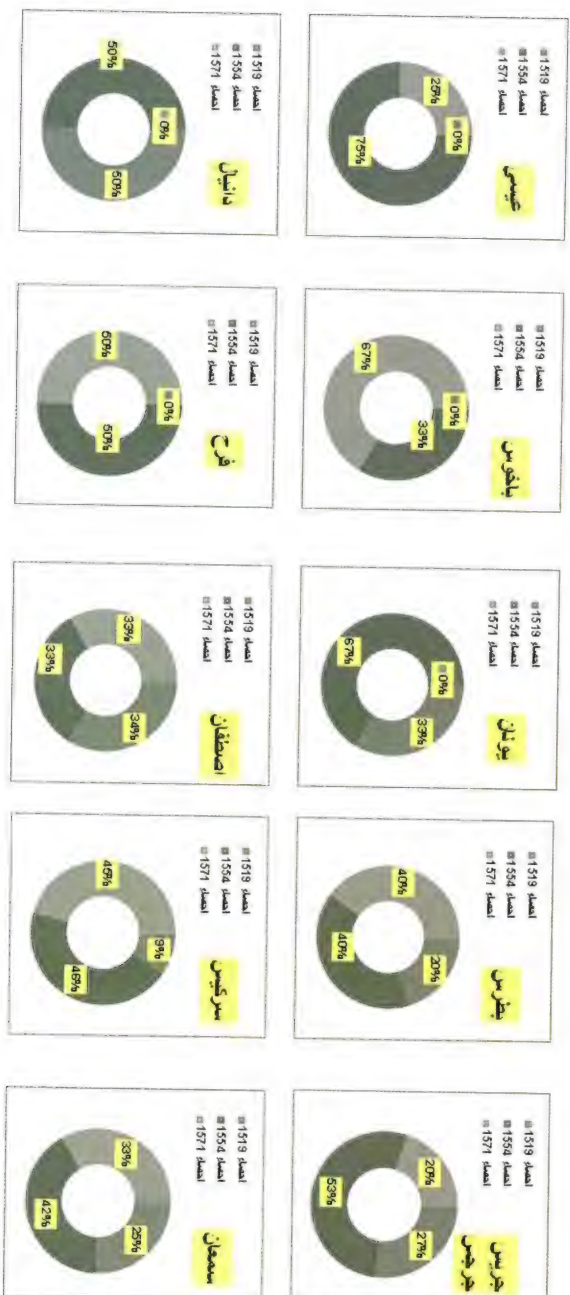 جريس
جرجس
احصاء 1519
احصاء 1554
احصاء 1571
20%
27%
53%
بطرس
احصاء 1519
احصاء 1554
احصاء 1571
40%
20%
40%
يونان
احصاء 1519
احصاء 1554
احصاء 1571
0%
33%
67%
باخوس
احصاء 1519
احصاء 1554
احصاء 1571
0%
33%
67%
عيسى
احصاء 1519
احصاء 1554
احصاء 1571
0%
25%
75%
سمعان
احصاء 1519
احصاء 1554
احصاء 1571
33%
25%
42%
سركيس
احصاء 1519
احصاء 1554
احصاء 1571
9%
45%
46%
اصطفان
احصاء 1519
احصاء 1554
احصاء 1571
33%
34%
33%
فرح
احصاء 1519
احصاء 1554
احصاء 1571
0%
50%
50%
دانيال
احصاء 1519
احصاء 1554
احصاء 1571
0%
50%
50%